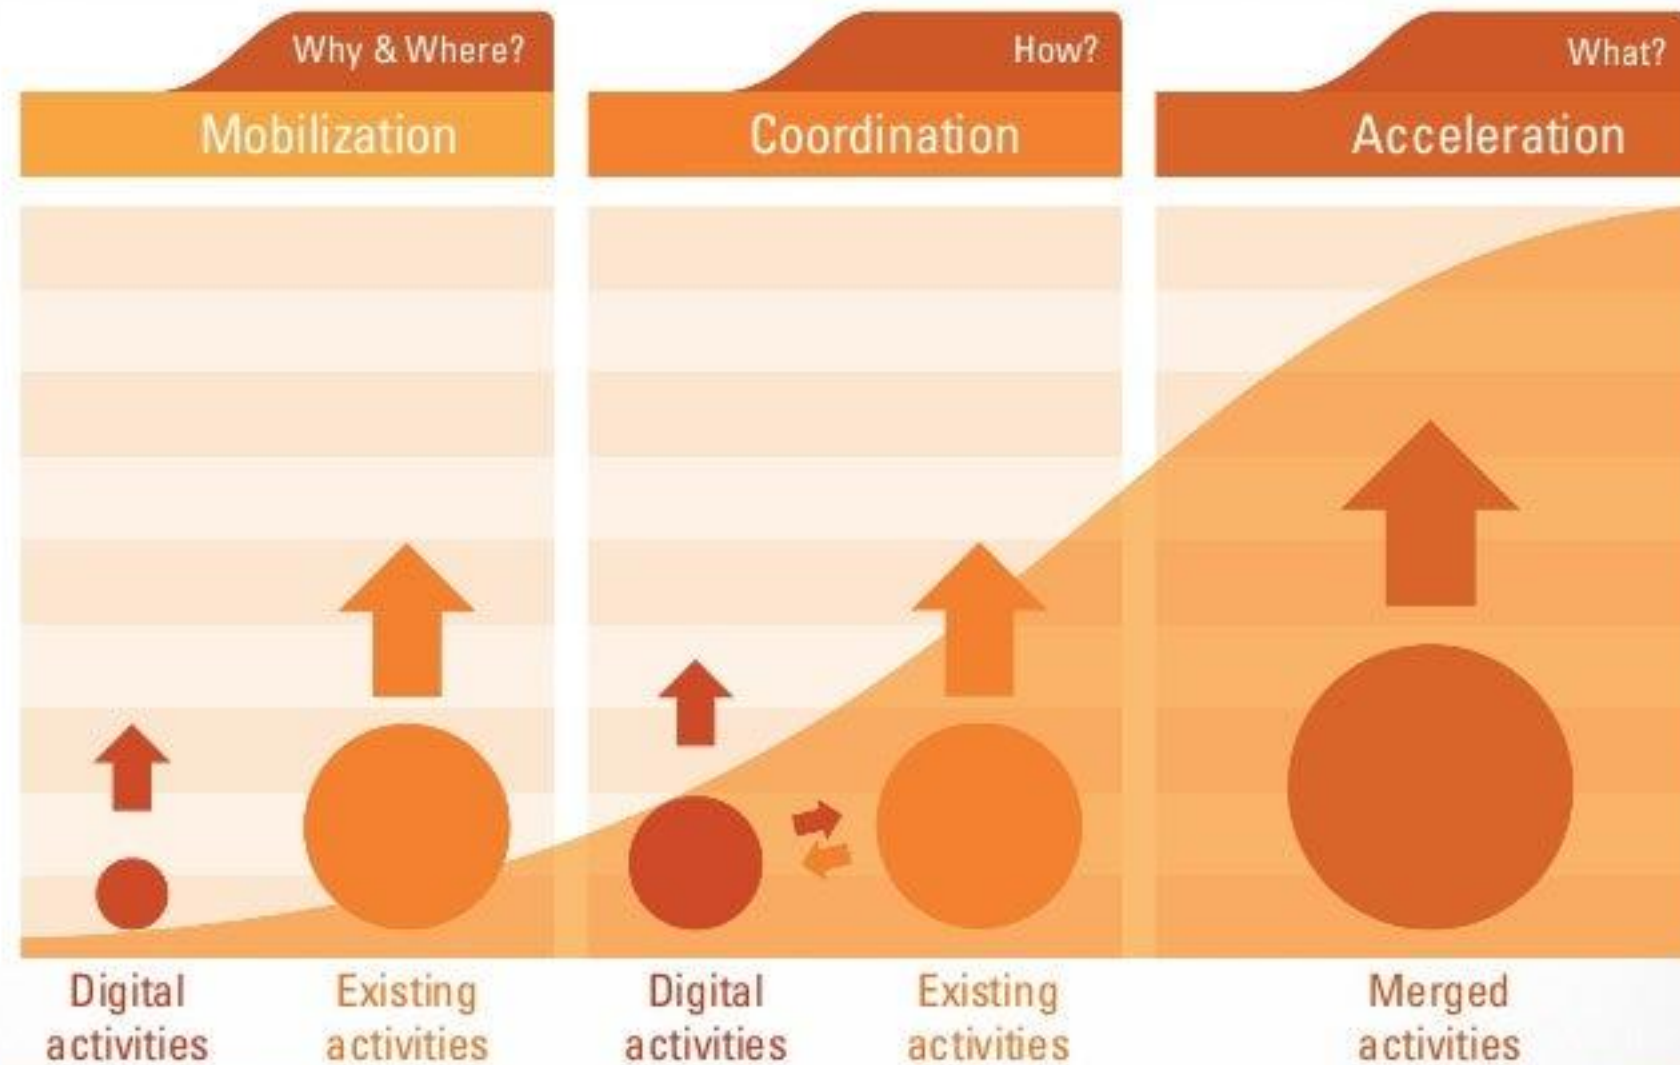 Why & Where?
Mobilization
How?
Coordination
What?
Acceleration
Digital
activities
Existing
activities
Digital
activities
Existing
activities
Merged
activities